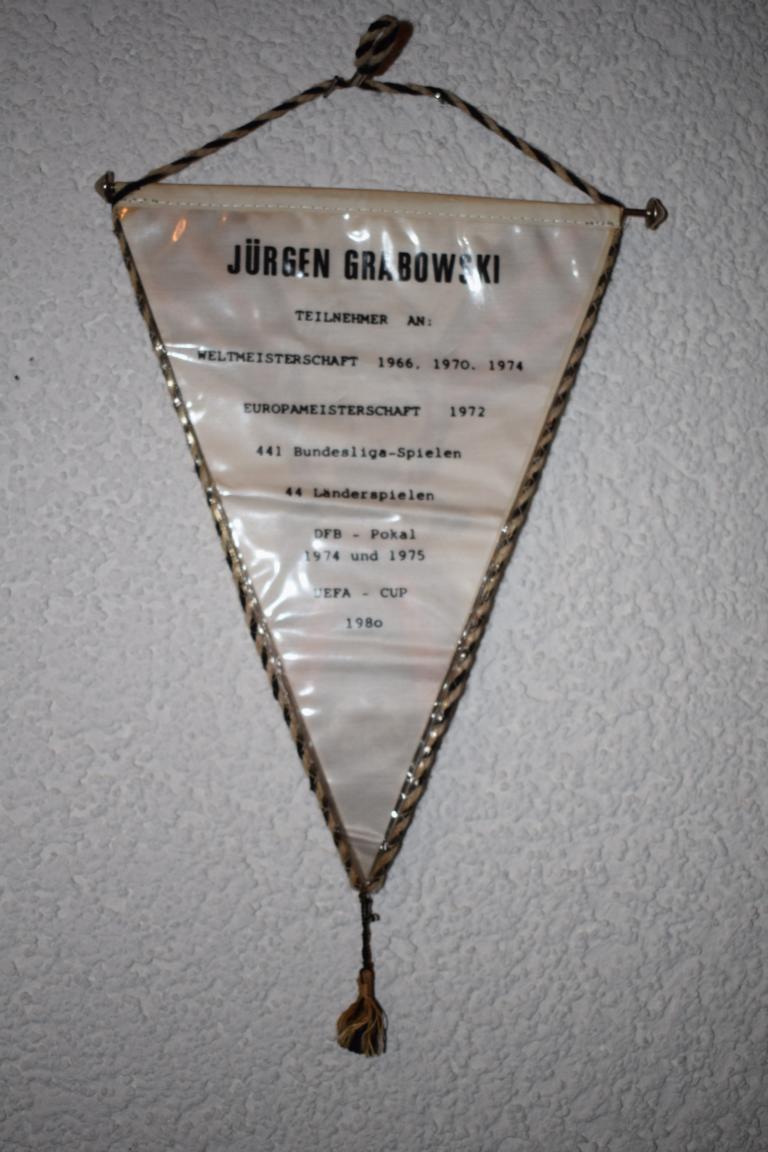 JÜRGEN GRABOWSKI
TEILNEHMER AN:
WELTMEISTERSCHAFT 1966, 1970. 1974
EUROPAMEISTERSCHAFT 1972
441 Bundesliga-Spielen
44 Länderspielen
DFB - Pokal
1974 und 1975
UEFA - CUP
198o